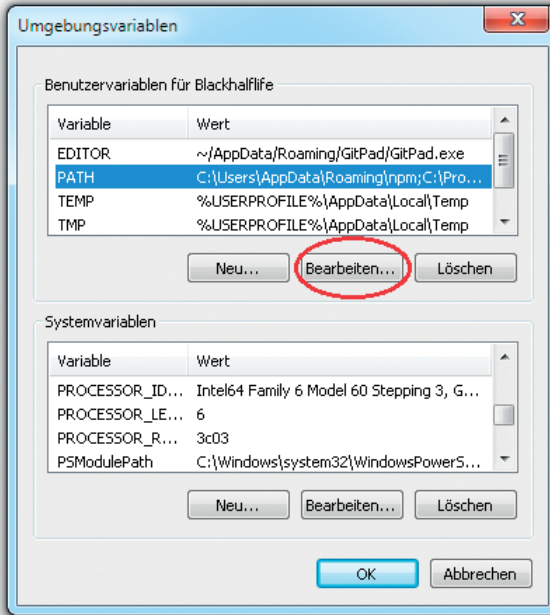 Umgebungsvariablen
Benutzervariablen für Blackhalflife
Variable Wert
EDITOR ~/AppData/Roaming/GitPad/GitPad.exe
PATH C:\Users\AppData\Roaming\npm;C:\Pro...
TEMP %USERPROFILE%\AppData\Local\Temp
TMP %USERPROFILE%\AppData\Local\Temp
Neu... Bearbeiten... Löschen
Systemvariablen
Variable Wert
PROCESSOR_ID... Intel64 Family 6 Model 60 Stepping 3, G...
PROCESSOR_LE... 6
PROCESSOR_R... 3c03
PSModulePath C:\Windows\system32\WindowsPowerS...
Neu... Bearbeiten... Löschen
OK Abbrechen